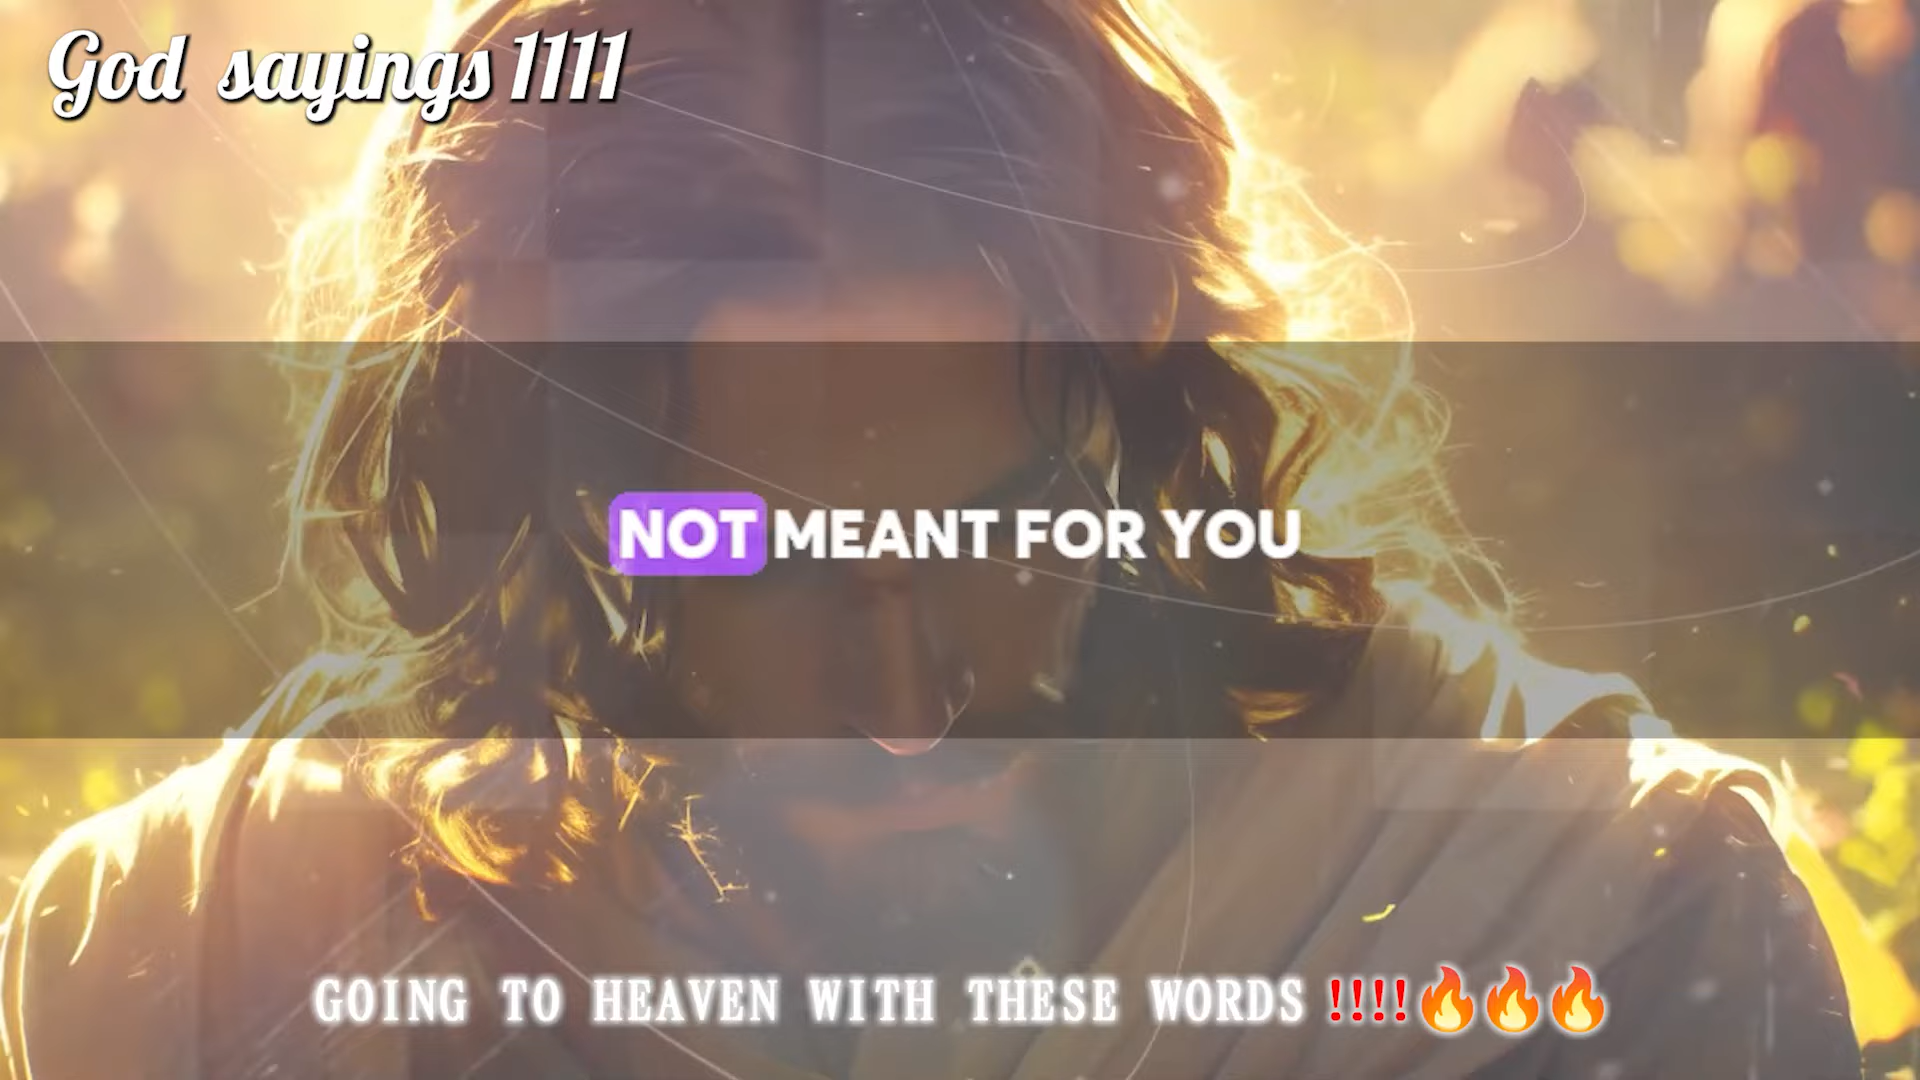 God sayings 1111
NOT MEANT FOR YOU
GOING TO HEAVEN WITH THESE WORDS !!!!🔥🔥🔥